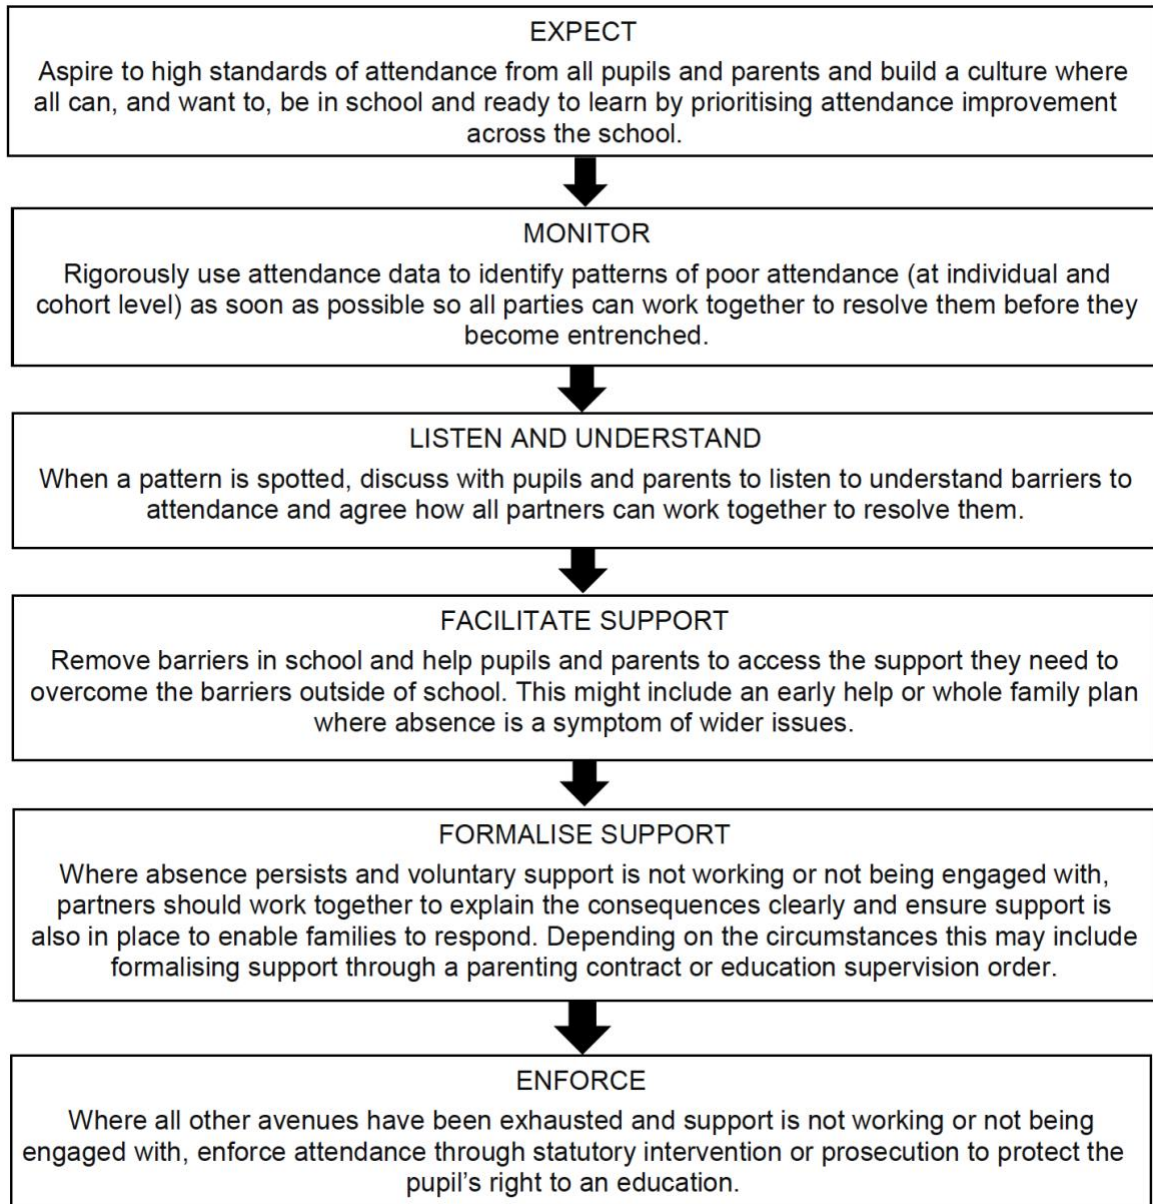 EXPECT
Aspire to high standards of attendance from all pupils and parents and build a culture where
all can, and want to, be in school and ready to learn by prioritising attendance improvement
across the school.
MONITOR
Rigorously use attendance data to identify patterns of poor attendance (at individual and
cohort level) as soon as possible so all parties can work together to resolve them before they
become entrenched.
LISTEN AND UNDERSTAND
When a pattern is spotted, discuss with pupils and parents to listen to understand barriers to
attendance and agree how all partners can work together to resolve them.
FACILITATE SUPPORT
Remove barriers in school and help pupils and parents to access the support they need to
overcome the barriers outside of school. This might include an early help or whole family plan
where absence is a symptom of wider issues.
FORMALISE SUPPORT
Where absence persists and voluntary support is not working or not being engaged with,
partners should work together to explain the consequences clearly and ensure support is
also in place to enable families to respond. Depending on the circumstances this may include
formalising support through a parenting contract or education supervision order.
ENFORCE
Where all other avenues have been exhausted and support is not working or not being
engaged with, enforce attendance through statutory intervention or prosecution to protect the
pupil's right to an education.